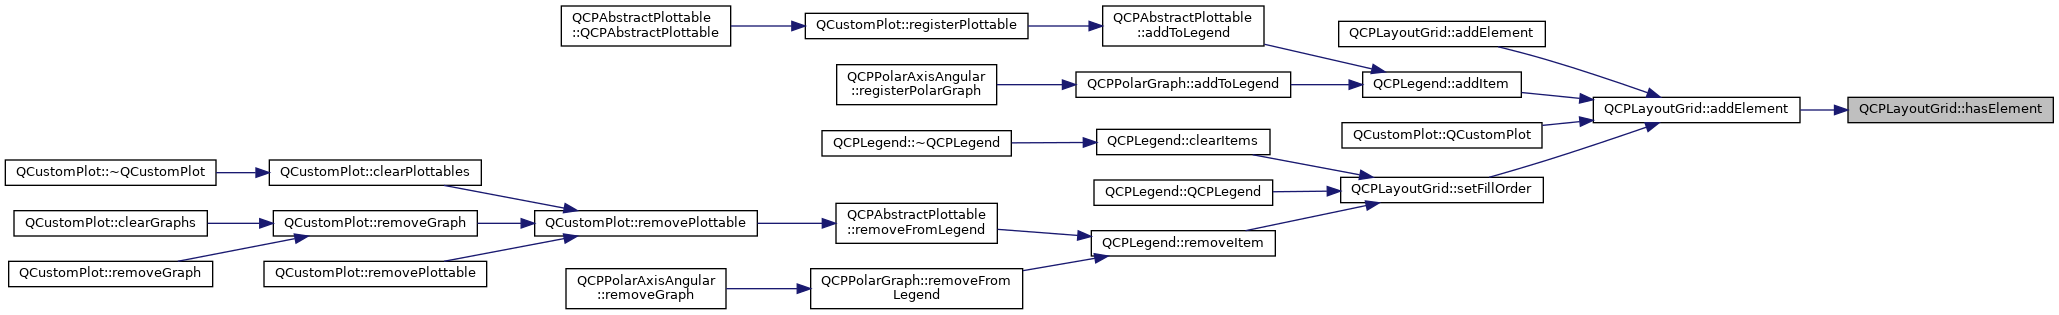 QCPAbstractPlottable
::QCPAbstractPlottable
QCustomPlot::registerPlottable
QCPAbstractPlottable
::addToLegend
QCPLayoutGrid::addElement
QCPPolarAxisAngular
::registerPolarGraph
QCPPolarGraph::addToLegend
QCPLegend::addItem
QCPLayoutGrid::addElement
QCPLayoutGrid::hasElement
QCPLegend::~QCPLegend
QCPLegend::clearItems
QCustomPlot::QCustomPlot
QCustomPlot::~QCustomPlot
QCustomPlot::clearPlottables
QCPLegend::QCPLegend
QCPLayoutGrid::setFillOrder
QCustomPlot::clearGraphs
QCustomPlot::removeGraph
QCustomPlot::removePlottable
QCPAbstractPlottable
::removeFromLegend
QCPLegend::removeItem
QCustomPlot::removeGraph
QCustomPlot::removePlottable
QCPPolarAxisAngular
::removeGraph
QCPPolarGraph::removeFrom
Legend